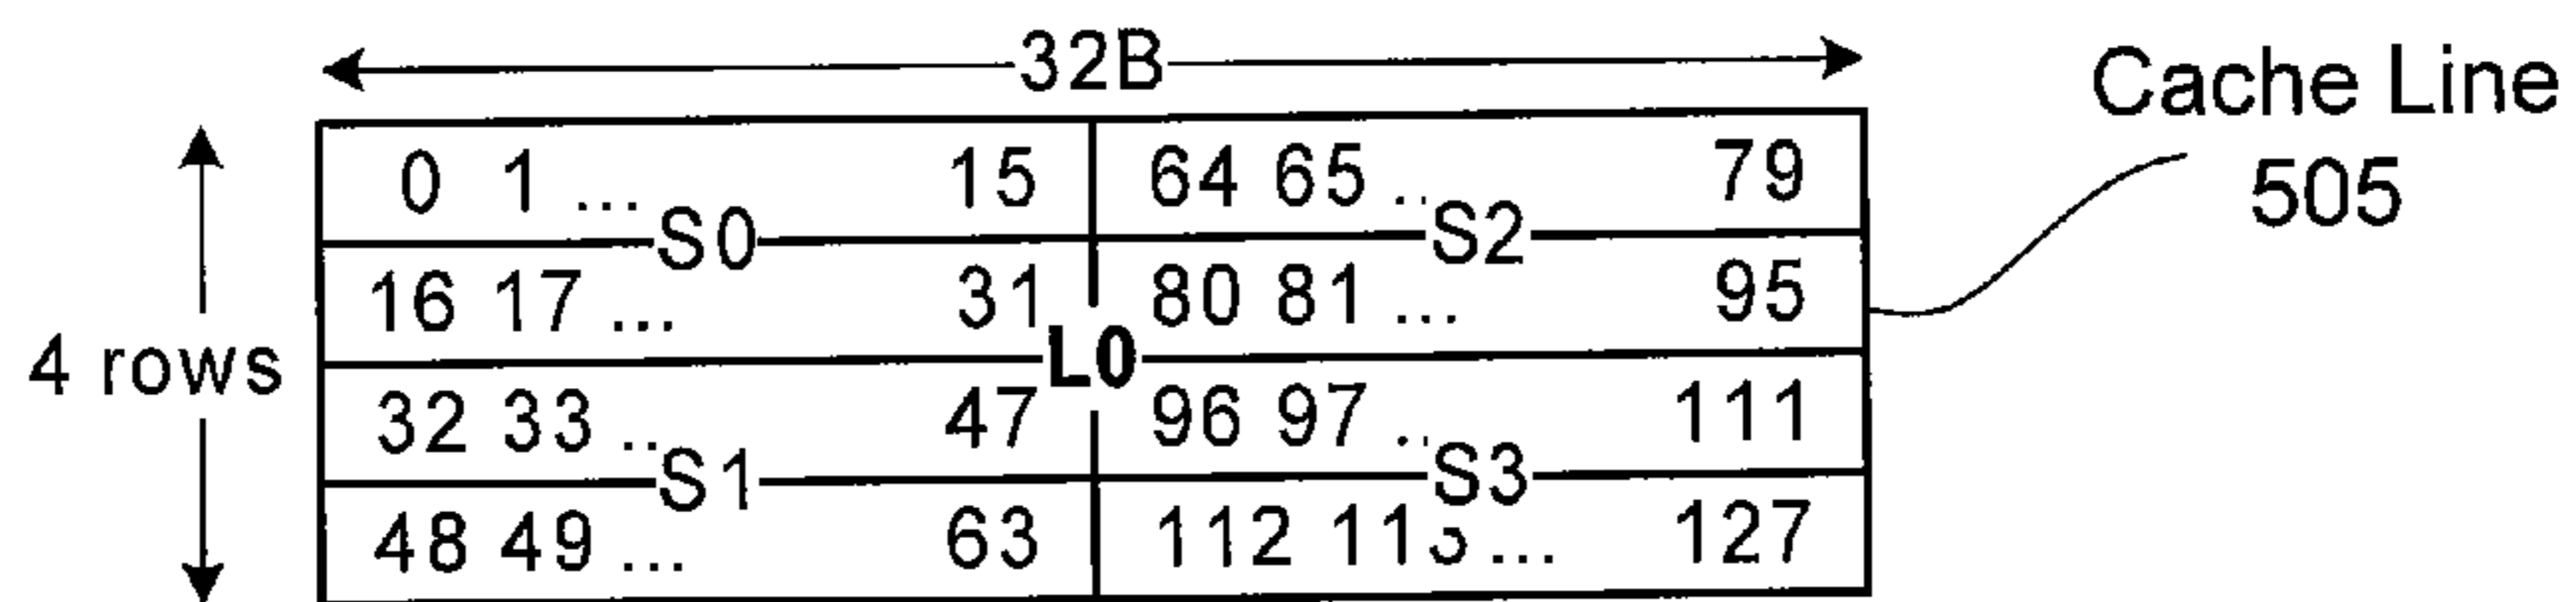 32B
Cache Line
505
4 rows
0 1 ... 15 64 65 .. 79
S0 S2
16 17 ... 31 80 81 ... 95
L0
32 33 .. 47 96 97 .. 111
S1 S3
48 49 ... 63 112 113 ... 127